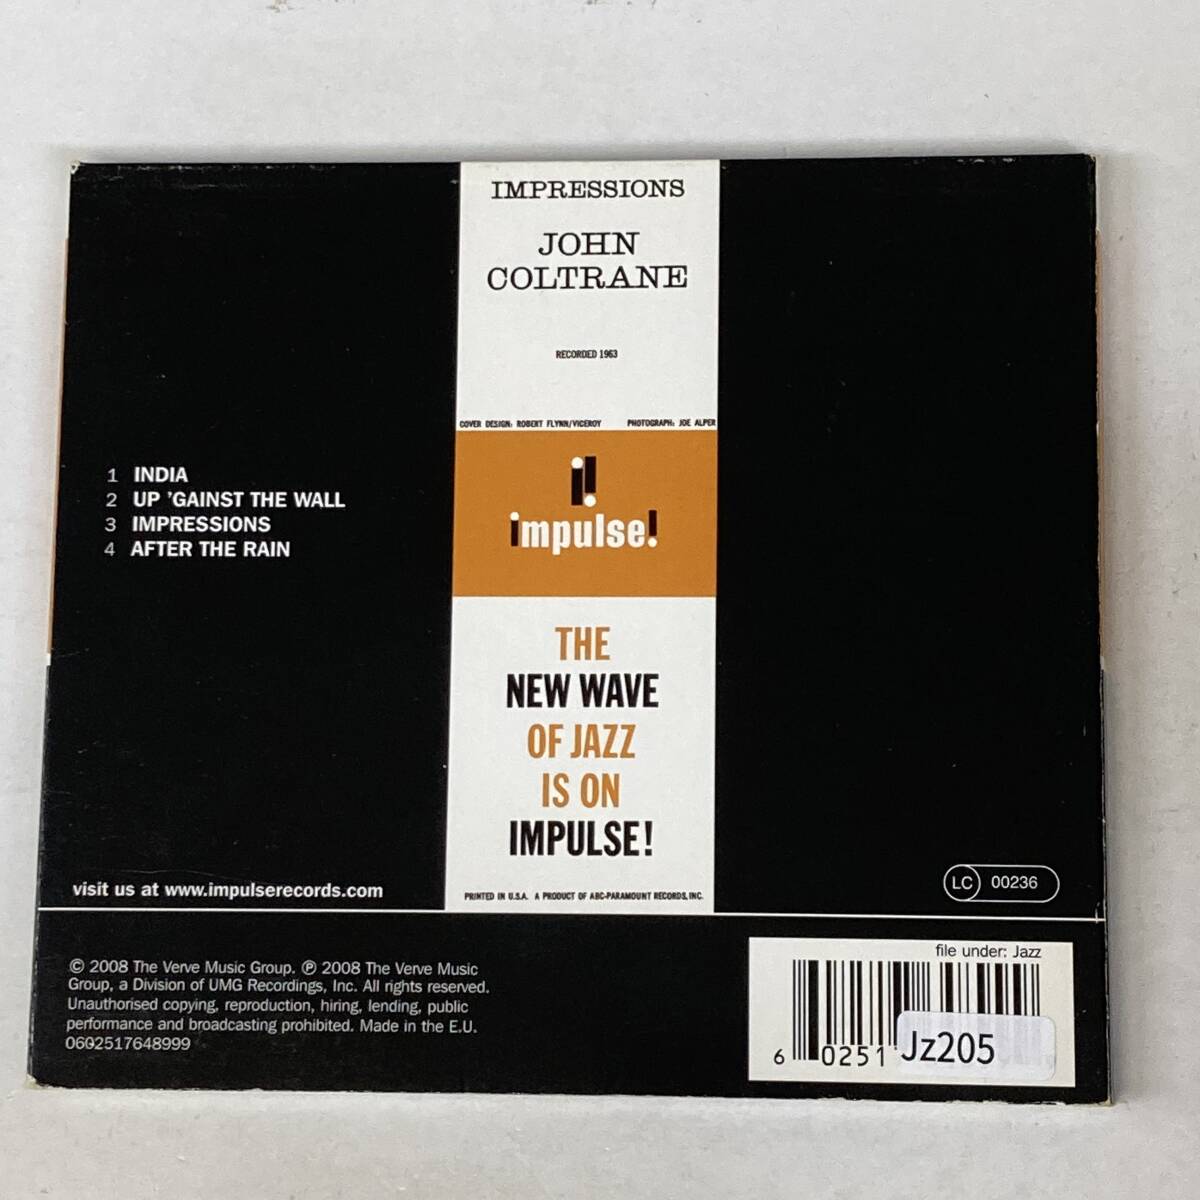 IMPRESSIONS
JOHN
COLTRANE
RECORDED 1963
COVER DESIGN: ROBERT FLYNN/VICEROY PHOTOGRAPH: JOE ALPER
1 INDIA
2 UP 'GAINST THE WALL
3 IMPRESSIONS
4 AFTER THE RAIN
impulse!
THE
NEW WAVE
OF JAZZ
IS ON
IMPULSE!
visit us at www.impulserecords.com
PRINTED IN U.S.A. A PRODUCT OF ABC-PARAMOUNT RECORDS, INC.
LC 00236
© 2008 The Verve Music Group. ℗ 2008 The Verve Music
Group, a Division of UMG Recordings, Inc. All rights reserved.
Unauthorised copying, reproduction, hiring, lending, public
performance and broadcasting prohibited. Made in the E.U.
0602517648999
file under: Jazz
6 0251
Jz205